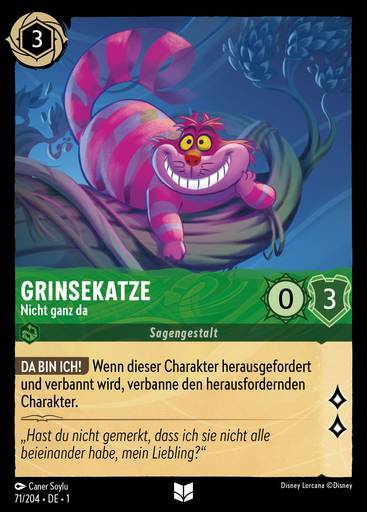 3
GRINSEKATZE
Nicht ganz da
0
3
Sagengestalt
DA BIN ICH! Wenn dieser Charakter herausgefordert
und verbannt wird, verbanne den herausfordernden
Charakter.
„Hast du nicht gemerkt, dass ich sie nicht alle
beieinander habe, mein Liebling?“
Caner Soylu
Disney Lorcana ©Disney
71/204 • DE • 1